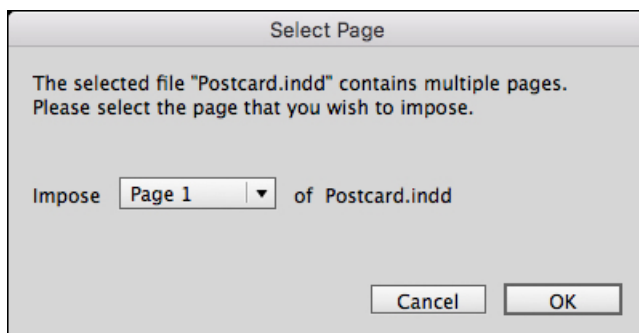 Select Page
The selected file "Postcard.indd" contains multiple pages.
Please select the page that you wish to impose.
Impose Page 1 of Postcard.indd
Cancel OK